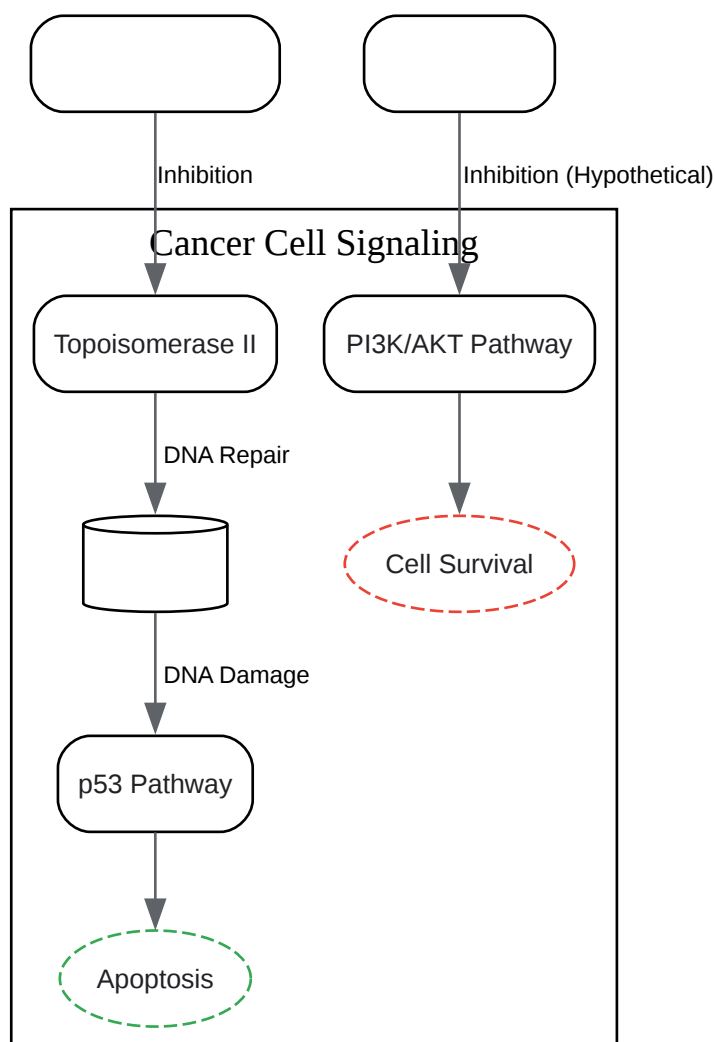 Inhibition
Inhibition (Hypothetical)
Cancer Cell Signaling
Topoisomerase II
PI3K/AKT Pathway
DNA Repair
Cell Survival
DNA Damage
p53 Pathway
Apoptosis